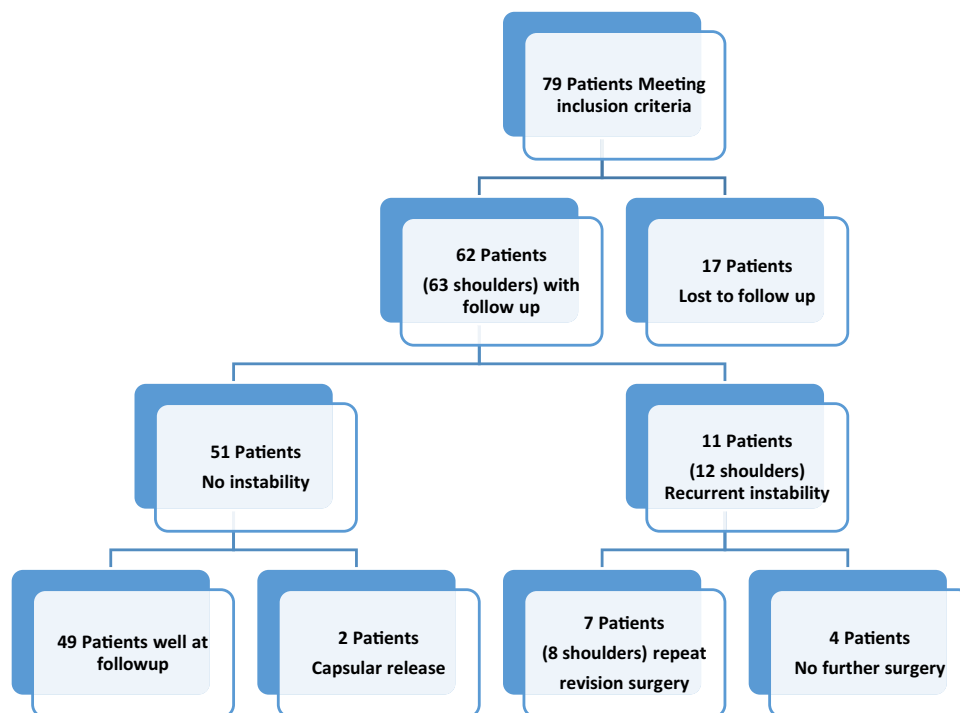 79 Patients Meeting
inclusion criteria
62 Patients
(63 shoulders) with
follow up
17 Patients
Lost to follow up
51 Patients
No instability
11 Patients
(12 shoulders)
Recurrent instability
49 Patients well at
followup
2 Patients
Capsular release
7 Patients
(8 shoulders) repeat
revision surgery
4 Patients
No further surgery